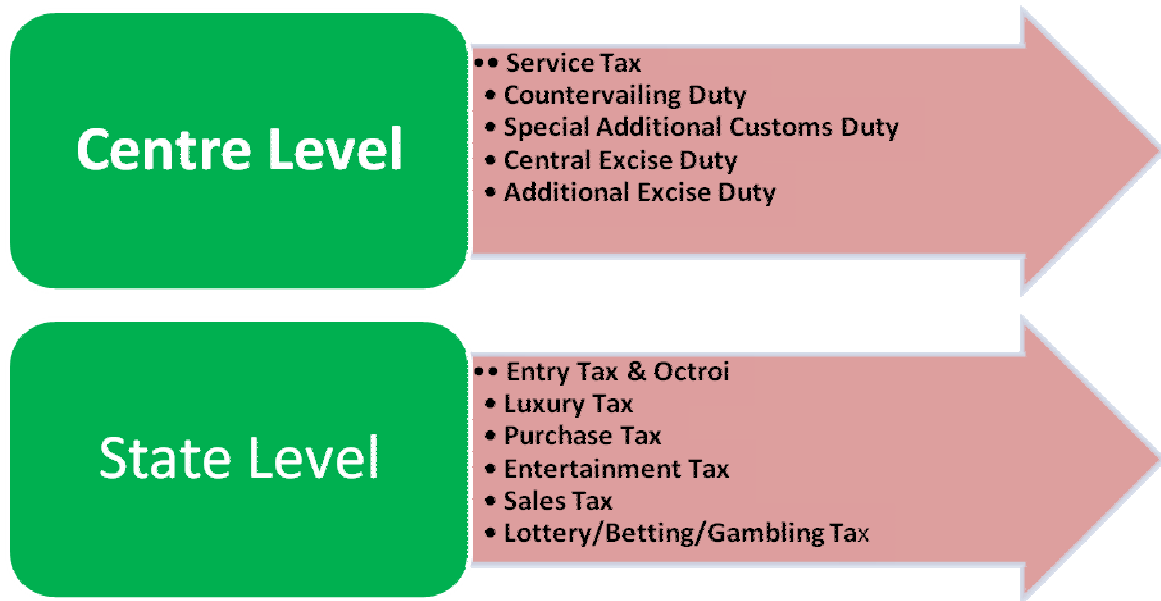 Centre Level
•• Service Tax
• Countervailing Duty
• Special Additional Customs Duty
• Central Excise Duty
• Additional Excise Duty
State Level
•• Entry Tax & Octroi
• Luxury Tax
• Purchase Tax
• Entertainment Tax
• Sales Tax
• Lottery/Betting/Gambling Tax